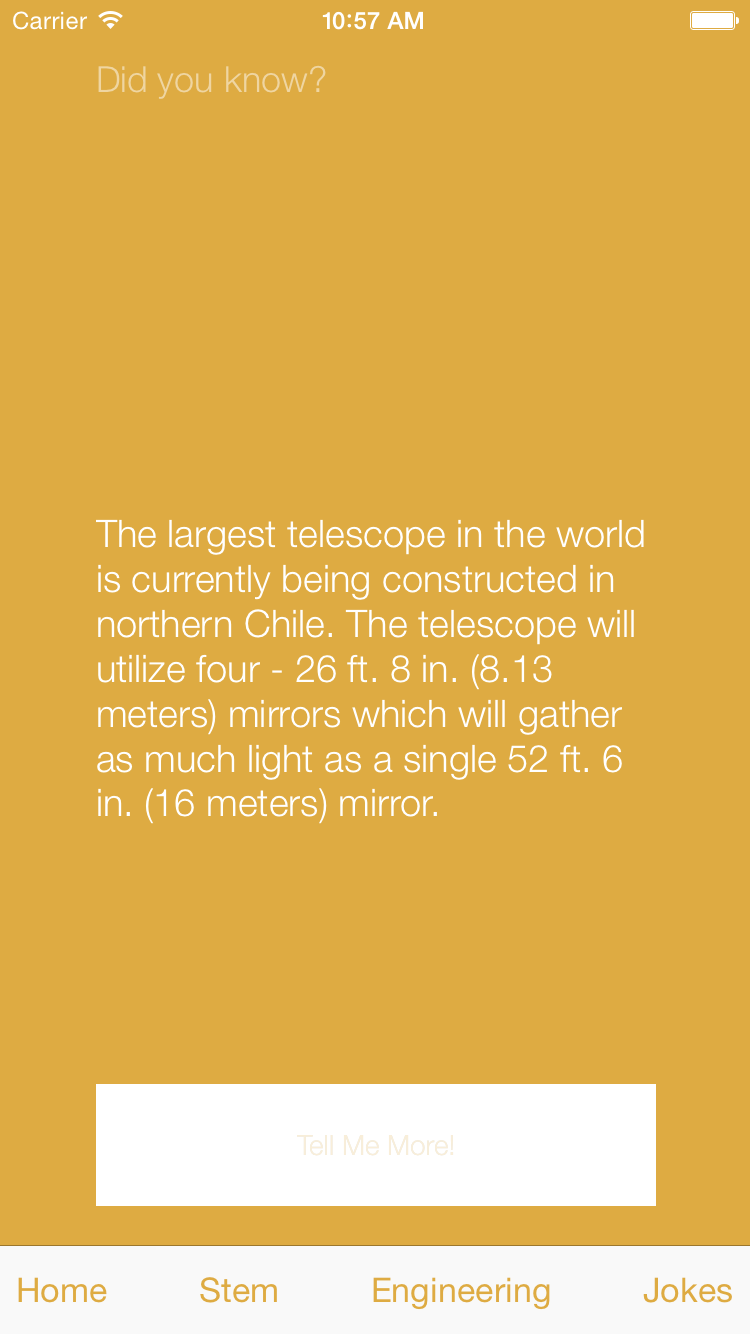 Carrier 10:57 AM
Did you know?
The largest telescope in the world
is currently being constructed in
northern Chile. The telescope will
utilize four - 26 ft. 8 in. (8.13
meters) mirrors which will gather
as much light as a single 52 ft. 6
in. (16 meters) mirror.
Tell Me More!
Home Stem Engineering Jokes